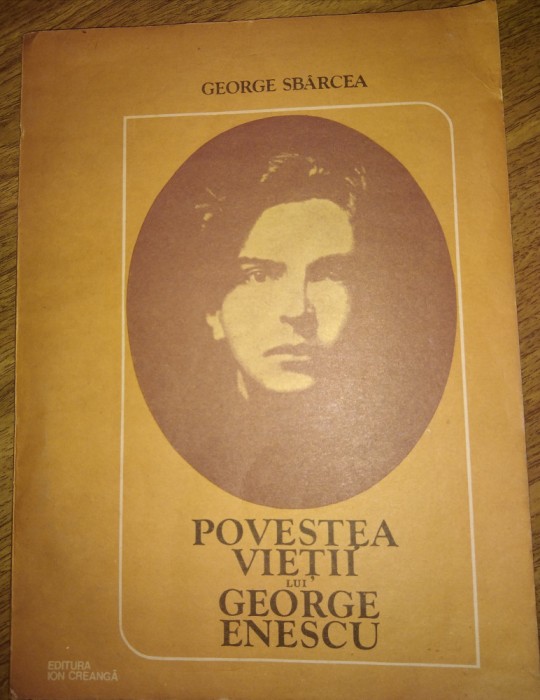 GEORGE SBÂRCEA
POVESTEA
VIEȚII
LUI
GEORGE
ENESCU
EDITURA
ION CREANGĂ